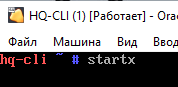 HQ-CLI (1) [Работает] - Orac
Файл Машина Вид Ввод
hq-cli ~ # startx